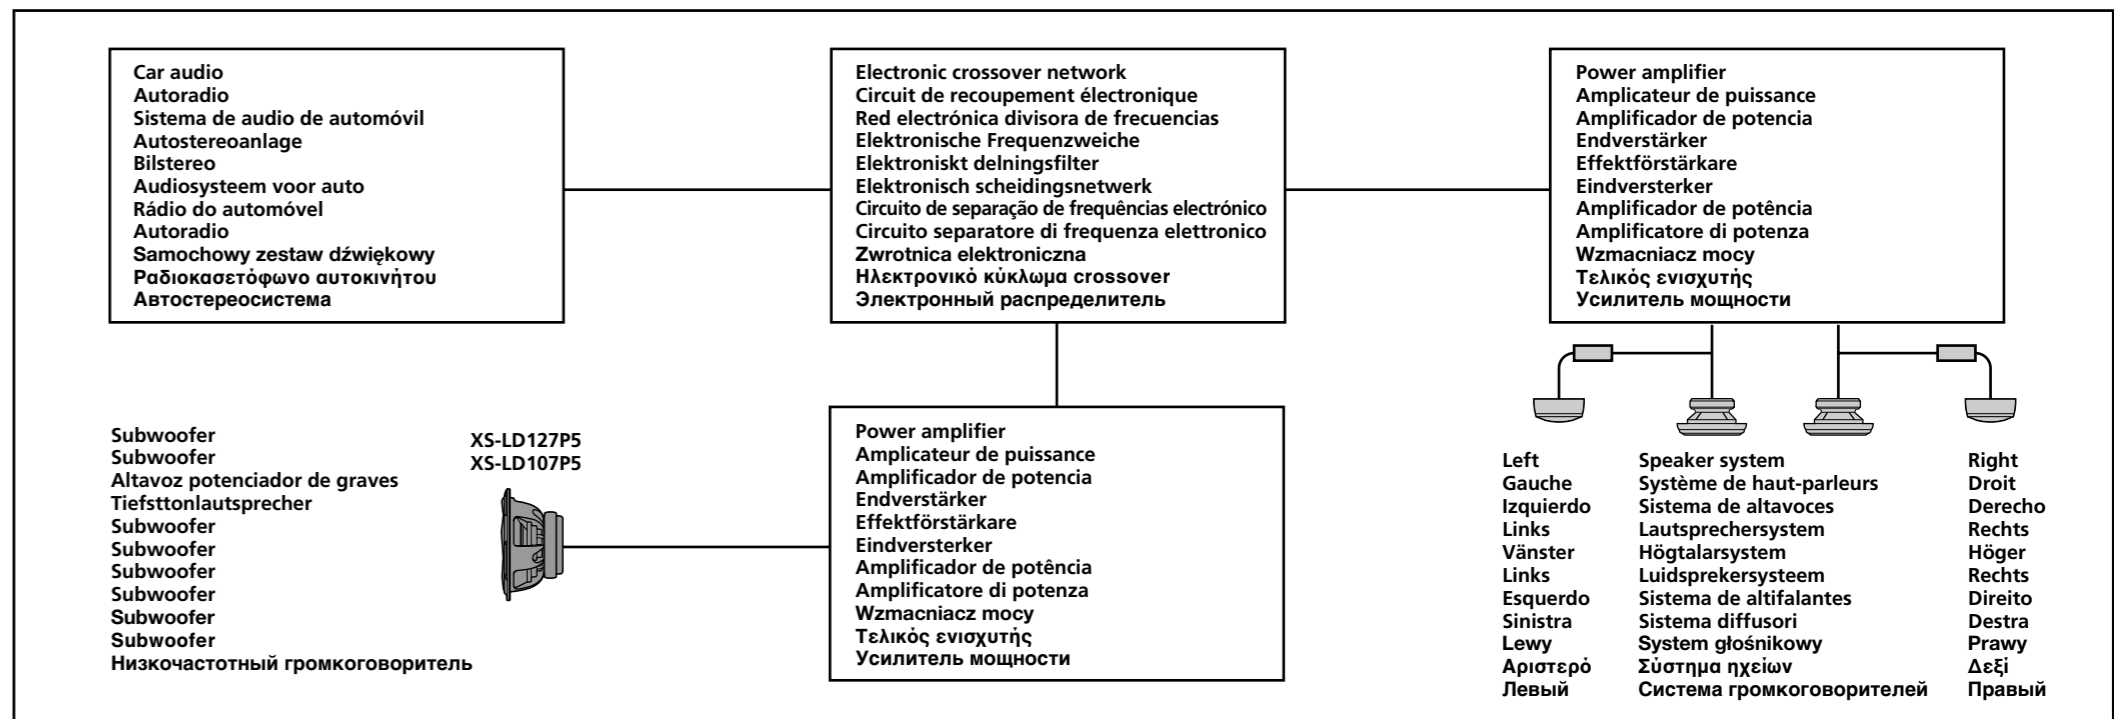 Car audio
Autoradio
Sistema de audio de automóvil
Autostereoanlage
Bilstereo
Audiosysteem voor auto
Rádio do automóvel
Autoradio
Samochowy zestaw dźwiękowy
Ραδιοκασετόφωνο αυτοκινήτου
Автостереосистема
Electronic crossover network
Circuit de recoupement électronique
Red electrónica divisora de frecuencias
Elektronische Frequenzweiche
Elektroniskt delningsfilter
Elektronisch scheidingsnetwerk
Circuito de separação de frequências electrónico
Circuito separatore di frequenza elettronico
Zwrotnica elektroniczna
Ηλεκτρονικό κύκλωμα crossover
Электронный распределитель
Power amplifier
Amplicateur de puissance
Amplificador de potencia
Endverstärker
Effektförstärkare
Eindversterker
Amplificador de potência
Amplificatore di potenza
Wzmacniacz mocy
Τελικός ενισχυτής
Усилитель мощности
Subwoofer
Subwoofer
Altavoz potenciador de graves
Tiefsttonlautsprecher
Subwoofer
Subwoofer
Subwoofer
Subwoofer
Subwoofer
Subwoofer
Низкочастотный громкоговоритель
XS-LD127P5
XS-LD107P5
Power amplifier
Amplicateur de puissance
Amplificador de potencia
Endverstärker
Effektförstärkare
Eindversterker
Amplificador de potência
Amplificatore di potenza
Wzmacniacz mocy
Τελικός ενισχυτής
Усилитель мощности
Left
Gauche
Izquierdo
Links
Vänster
Links
Esquerdo
Sinistra
Lewy
Αριστερό
Левый
Speaker system
Système de haut-parleurs
Sistema de altavoces
Lautsprechersystem
Högtalarsystem
Luidsprekersysteem
Sistema de altifalantes
Sistema diffusori
System głośnikowy
Σύστημα ηχείων
Система громкоговорителей
Right
Droit
Derecho
Rechts
Höger
Rechts
Direito
Destra
Prawy
Δεξί
Правый